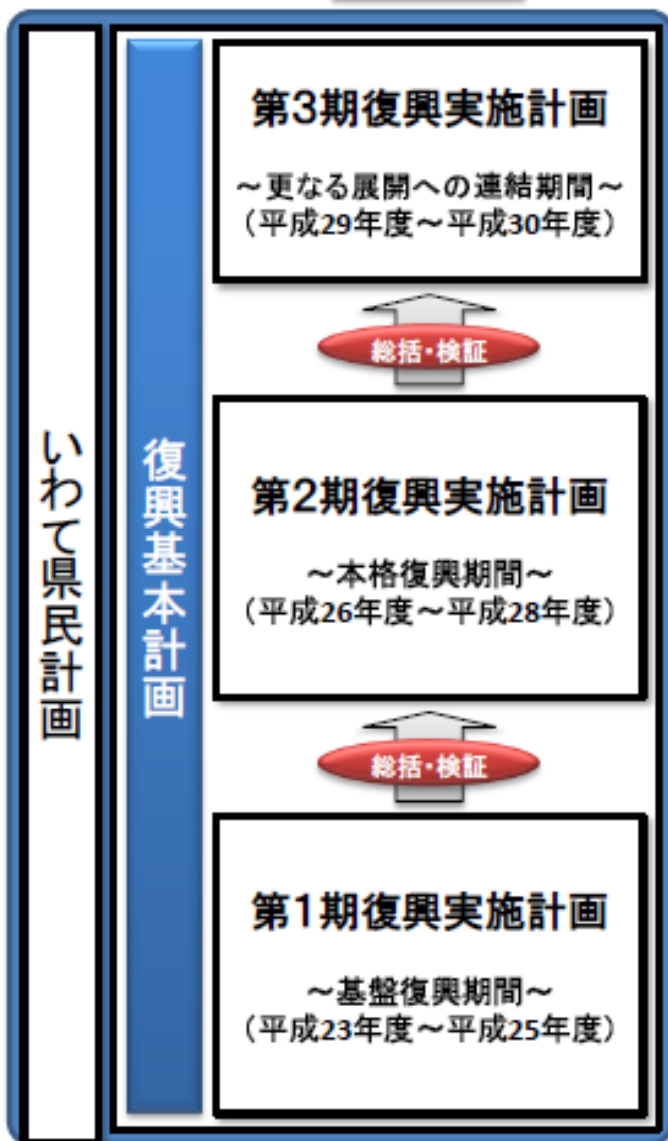 いわて県民計画
復興基本計画
第3期復興実施計画
～更なる展開への連結期間～
（平成29年度～平成30年度）
総括・検証
第2期復興実施計画
～本格復興期間～
（平成26年度～平成28年度）
総括・検証
第1期復興実施計画
～基盤復興期間～
（平成23年度～平成25年度）